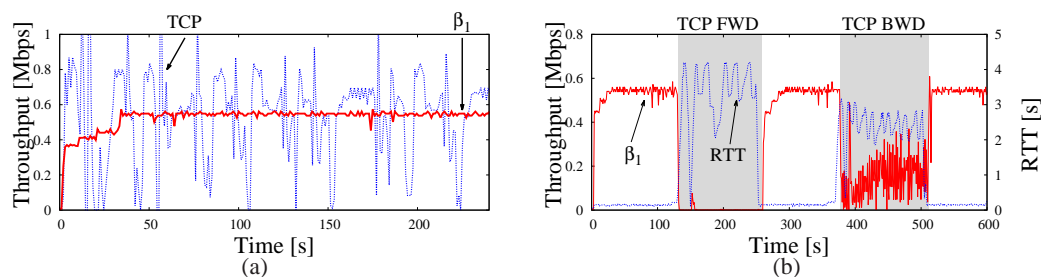 TCP
β1
Throughput [Mbps]
1
0.8
0.6
0.4
0.2
0
0
50
100
150
200
Time [s]
(a)
TCP FWD
TCP BWD
Throughput [Mbps]
0.8
0.6
0.4
0.2
0
β1
RTT
5
4
3
2
1
0
RTT [s]
0
100
200
300
400
500
600
Time [s]
(b)